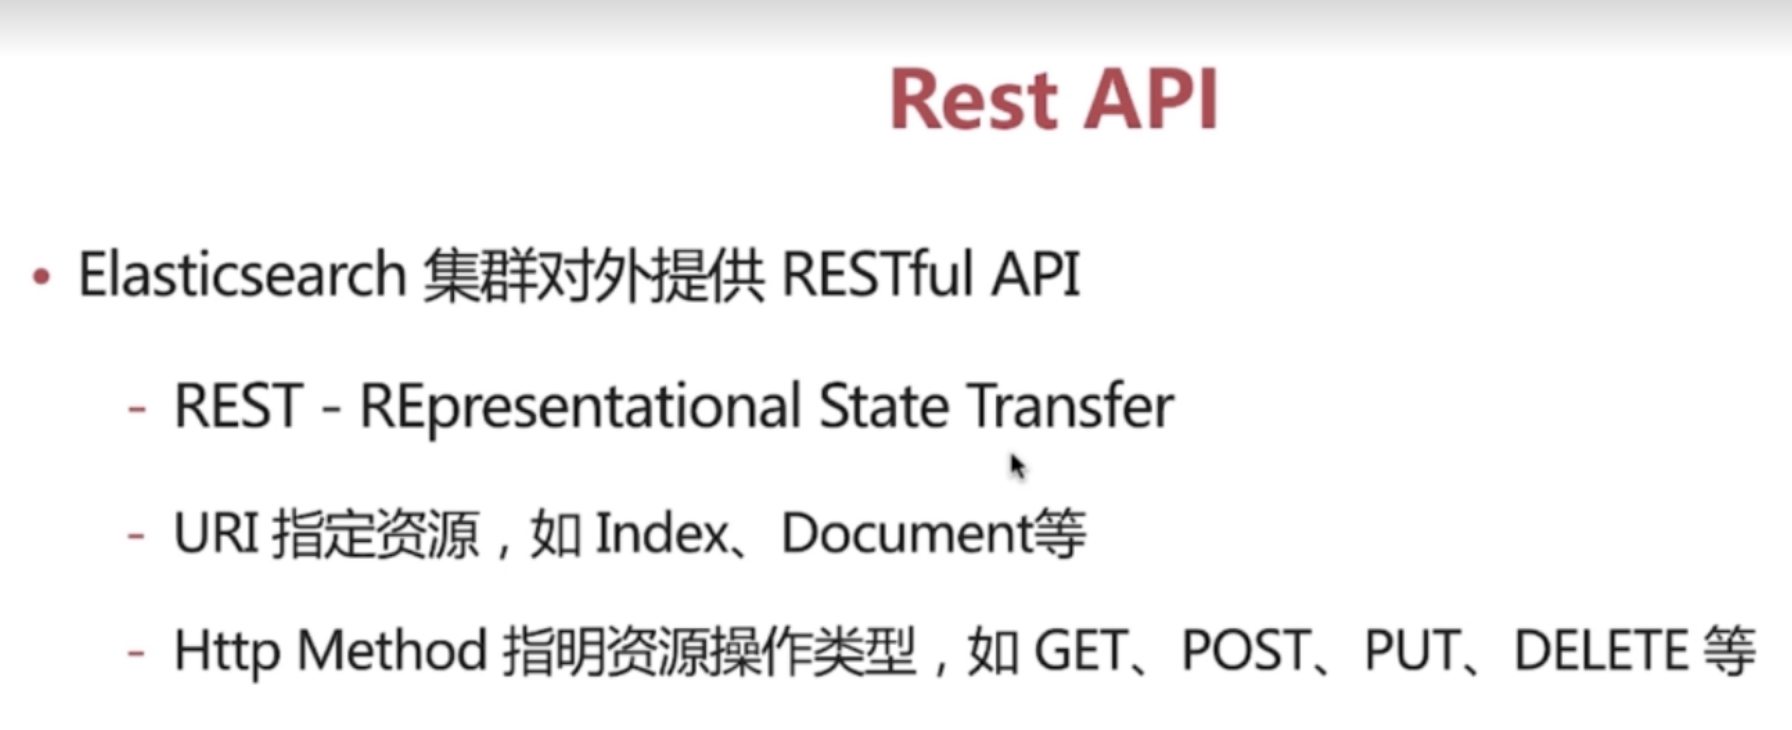 Rest API
• Elasticsearch 集群对外提供 RESTful API
- REST - REpresentational State Transfer
- URI 指定资源，如 Index、Document等
- Http Method 指明资源操作类型，如 GET、POST、PUT、DELETE 等